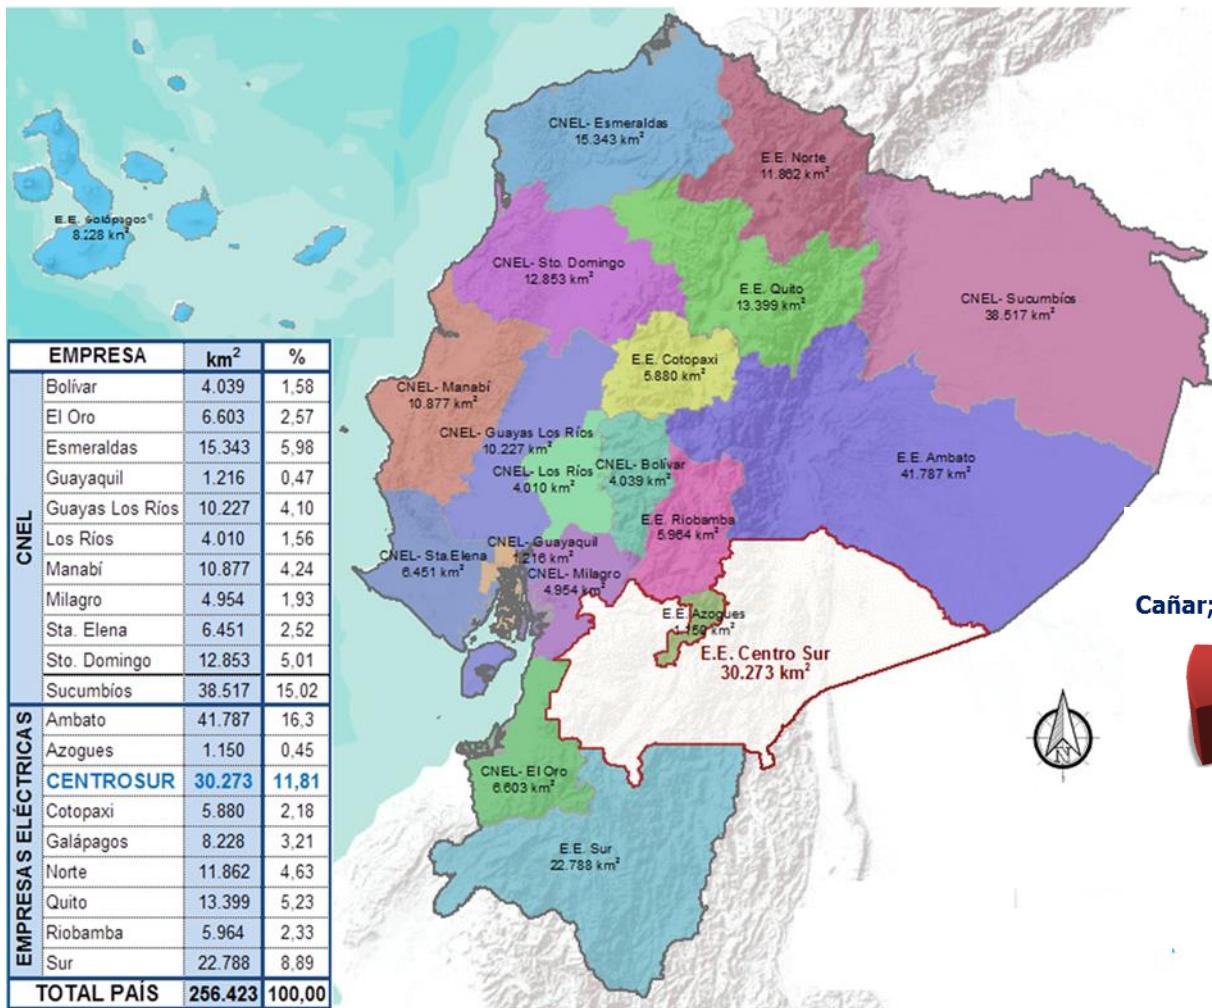 CNEL- Esmeraldas
15.343 km²
E.E. Norte
11.862 km²
E.E. Galápagos
8.228 km²
CNEL- Sto. Domingo
12.853 km²
E.E. Quito
13.399 km²
CNEL- Sucumbíos
38.517 km²
E.E. Cotopaxi
5.880 km²
CNEL- Manabí
10.877 km²
CNEL- Guayas Los Ríos
10.227 km²
CNEL- Los Ríos
4.010 km²
CNEL- Bolívar
4.039 km²
E.E. Ambato
41.787 km²
E.E. Riobamba
5.964 km²
CNEL- Guayaquil
1.216 km²
CNEL- Sta.Elena
6.451 km²
CNEL- Milagro
4.954 km²
E.E. Azogues
1.150 km²
E.E. Centro Sur
30.273 km²
CNEL- El Oro
6.603 km²
E.E. Sur
22.788 km²
Cañar;
N
EMPRESA km² %
CNEL
Bolívar 4.039 1,58
El Oro 6.603 2,57
Esmeraldas 15.343 5,98
Guayaquil 1.216 0,47
Guayas Los Ríos 10.227 4,10
Los Ríos 4.010 1,56
Manabí 10.877 4,24
Milagro 4.954 1,93
Sta. Elena 6.451 2,52
Sto. Domingo 12.853 5,01
Sucumbíos 38.517 15,02
EMPRESAS ELÉCTRICAS
Ambato 41.787 16,3
Azogues 1.150 0,45
CENTROSUR 30.273 11,81
Cotopaxi 5.880 2,18
Galápagos 8.228 3,21
Norte 11.862 4,63
Quito 13.399 5,23
Riobamba 5.964 2,33
Sur 22.788 8,89
TOTAL PAÍS 256.423 100,00